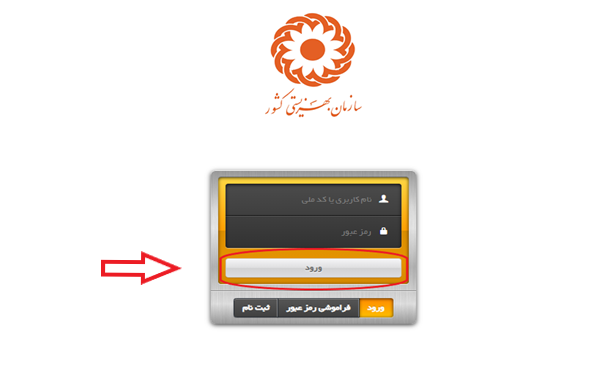 سازمان بهزیستی کشور
نام کاربری یا کد ملی
رمز عبور
ورود
ورود
فراموشی رمز عبور
ثبت نام